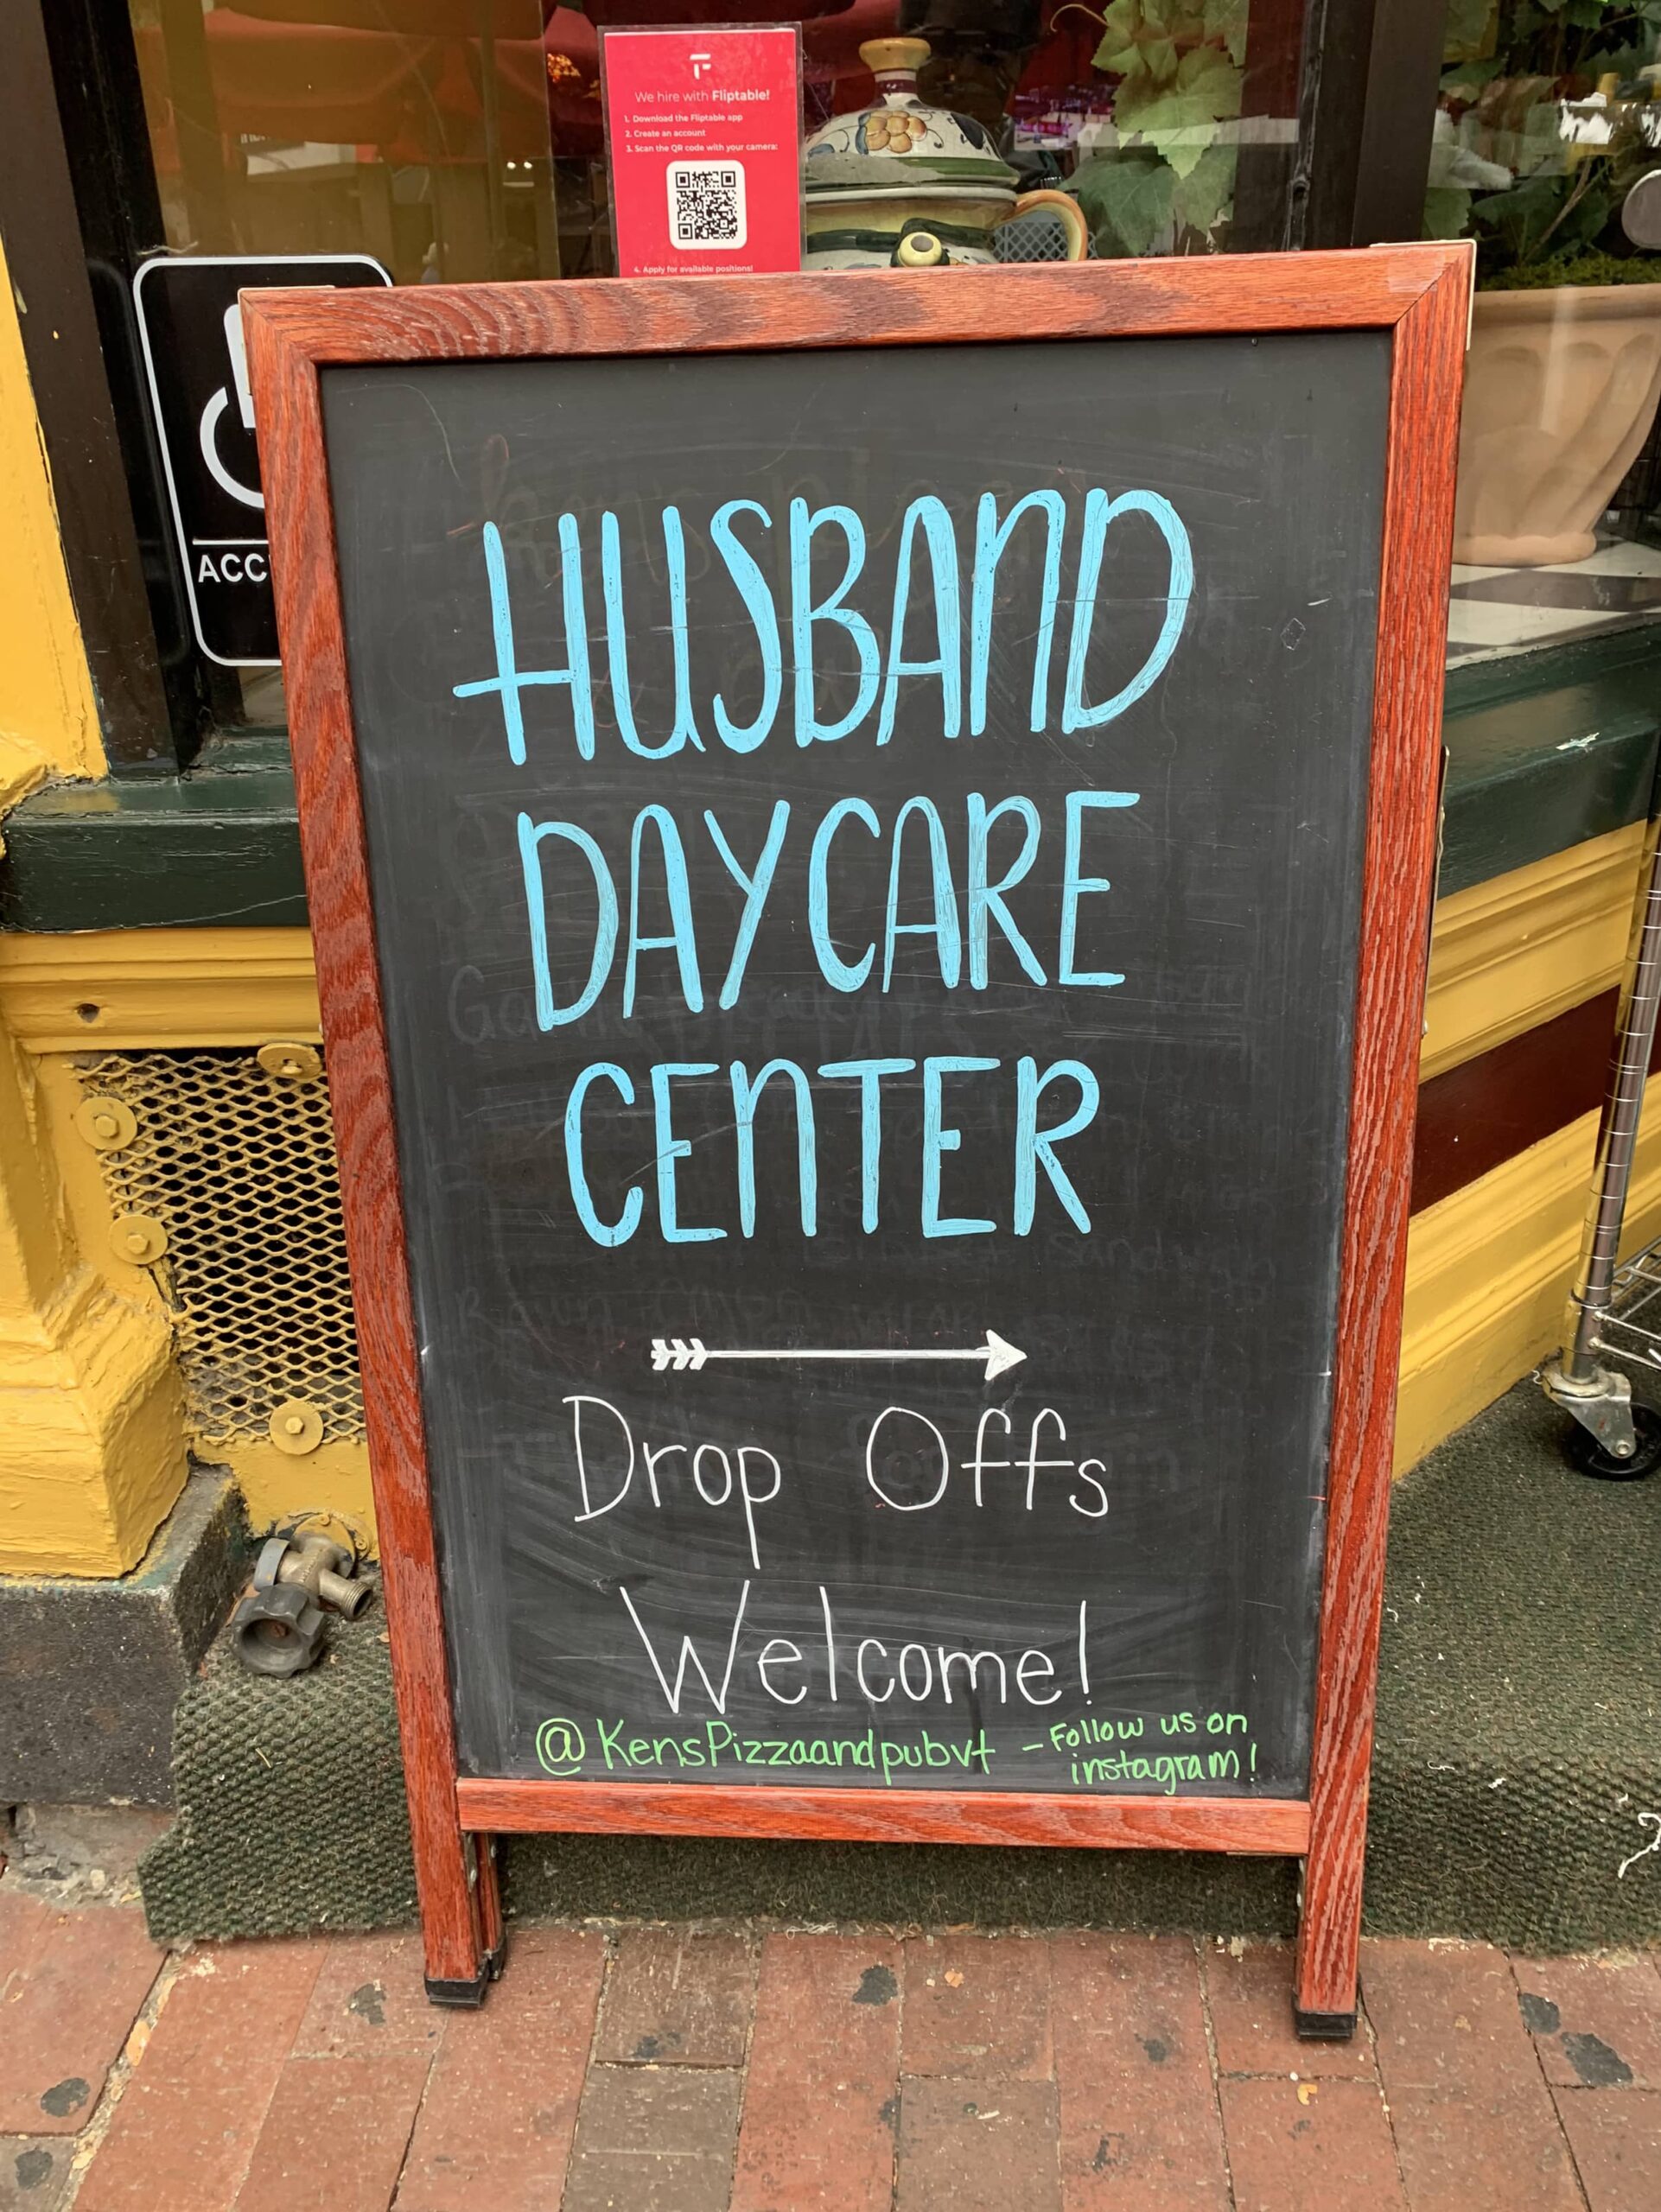 We hire with Fliptable!
1. Download the Fliptable app
2. Create an account
3. Scan the QR code with your camera:
4. Apply for available positions!
ACC
HUSBAND
DAYCARE
CENTER
Drop Offs
Welcome!
@KensPizzaandpubvt - Follow us on
instagram!